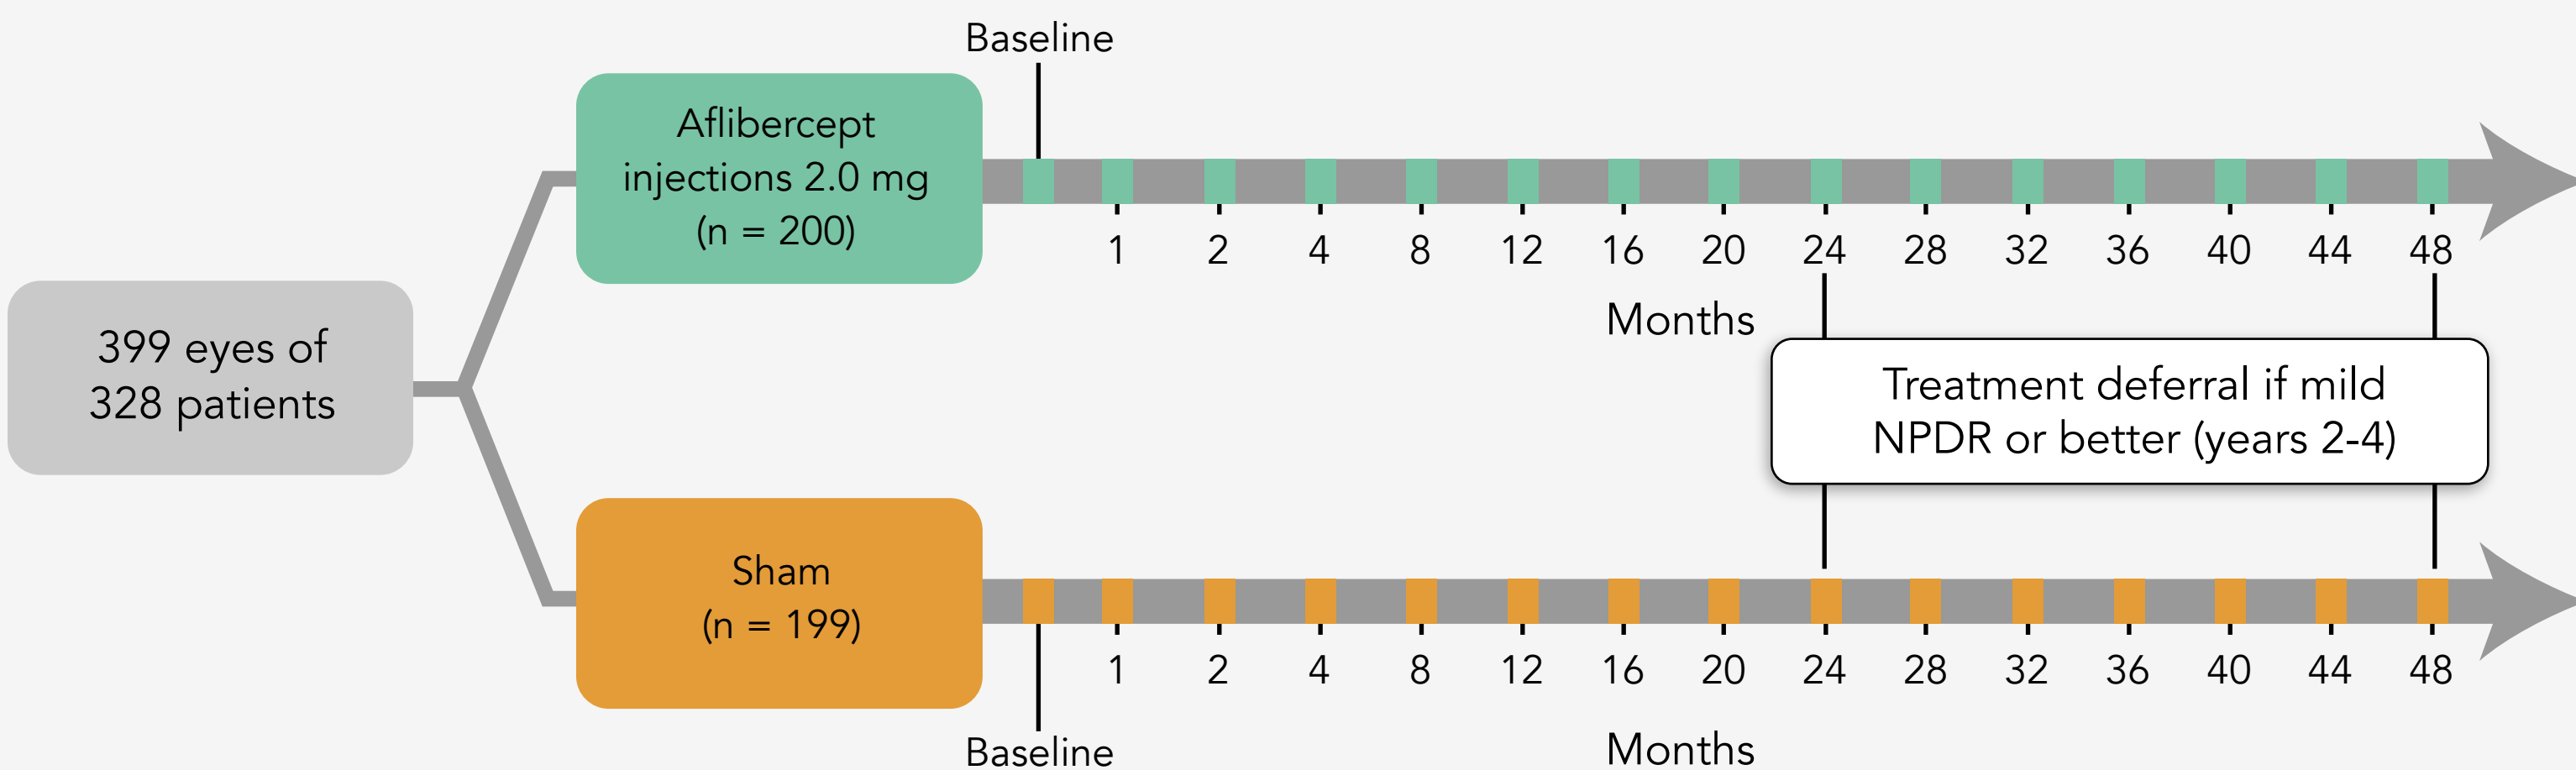 Baseline
Aflibercept
injections 2.0 mg
(n = 200)
1 2 4 8 12 16 20 24 28 32 36 40 44 48
Months
399 eyes of
328 patients
Treatment deferral if mild
NPDR or better (years 2-4)
Sham
(n = 199)
1 2 4 8 12 16 20 24 28 32 36 40 44 48
Baseline
Months